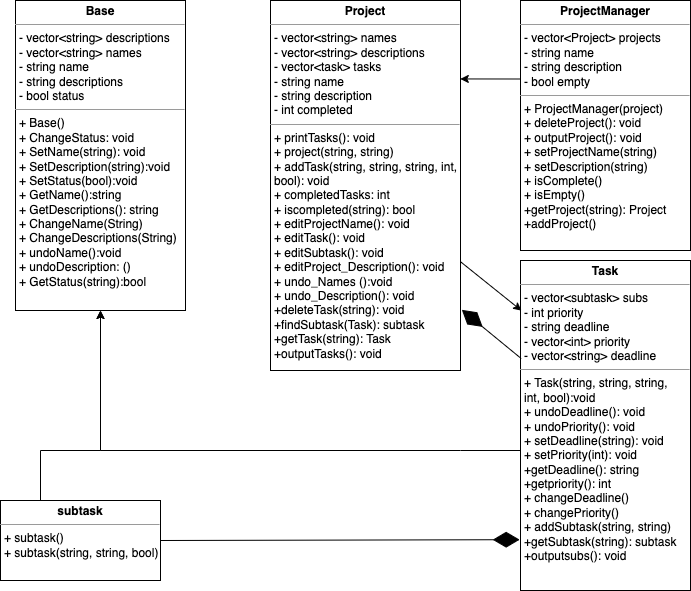 Base
- vector<string> descriptions
- vector<string> names
- string name
- string descriptions
- bool status
+ Base()
+ ChangeStatus: void
+ SetName(string): void
+ SetDescription(string):void
+ SetStatus(bool):void
+ GetName():string
+ GetDescriptions(): string
+ ChangeName(String)
+ ChangeDescriptions(String)
+ undoName():void
+ undoDescription: ()
+ GetStatus(string):bool
Project
- vector<string> names
- vector<string> descriptions
- vector<task> tasks
- string name
- string description
- int completed
+ printTasks(): void
+ project(string, string)
+ addTask(string, string, string, int,
bool): void
+ completedTasks: int
+ iscompleted(string): bool
+ editProjectName(): void
+ editTask(): void
+ editSubtask(): void
+ editProject_Description(): void
+ undo_Names ():void
+ undo_Description(): void
+deleteTask(string): void
+findSubtask(Task): subtask
+getTask(string): Task
+outputTasks(): void
ProjectManager
- vector<Project> projects
- string name
- string description
- bool empty
+ ProjectManager(project)
+ deleteProject(): void
+ outputProject(): void
+ setProjectName(string)
+ setDescription(string)
+ isComplete()
+ isEmpty()
+getProject(string): Project
+addProject()
Task
- vector<subtask> subs
- int priority
- string deadline
- vector<int> priority
- vector<string> deadline
+ Task(string, string, string,
int, bool):void
+ undoDeadline(): void
+ undoPriority(): void
+ setDeadline(string): void
+ setPriority(int): void
+getDeadline(): string
+getpriority(): int
+ changeDeadline()
+ changePriority()
+ addSubtask(string, string)
+getSubtask(string): subtask
+outputsubs(): void
subtask
+ subtask()
+ subtask(string, string, bool)